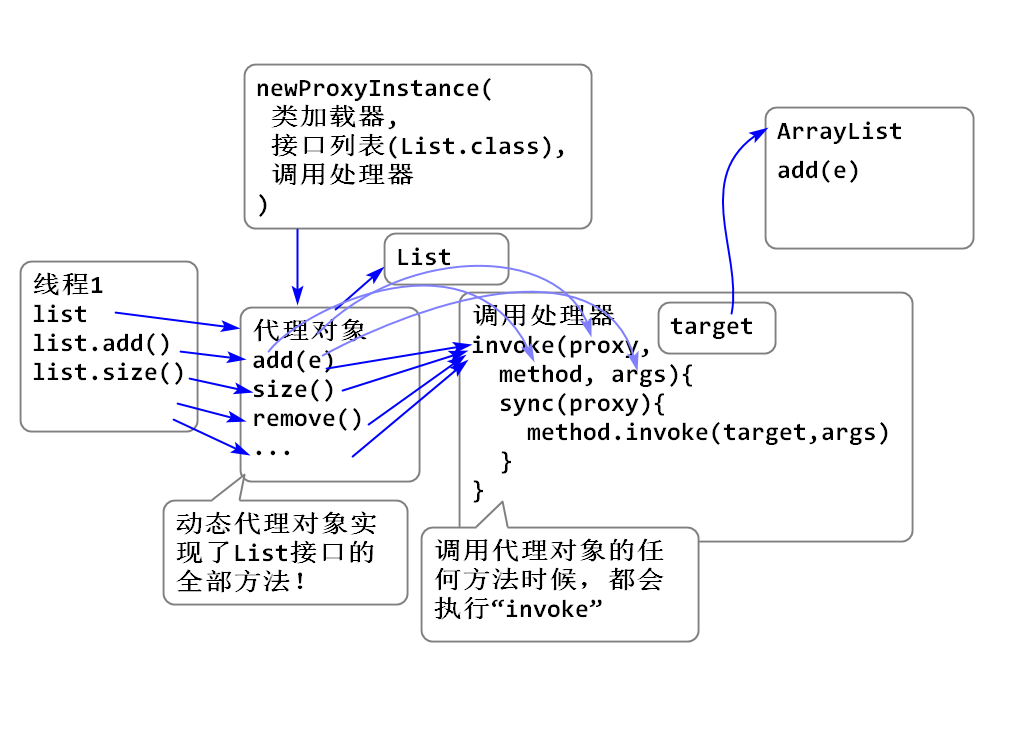 newProxyInstance(
类加载器,
接口列表(List.class),
调用处理器
)
ArrayList
add(e)
List
线程1
list
list.add()
list.size()
代理对象
add(e)
size()
remove()
...
调用处理器
target
invoke(proxy,
method, args){
sync(proxy){
method.invoke(target,args)
}
}
动态代理对象实
现了List接口的
全部方法!
调用代理对象的任
何方法时候，都会
执行“invoke”